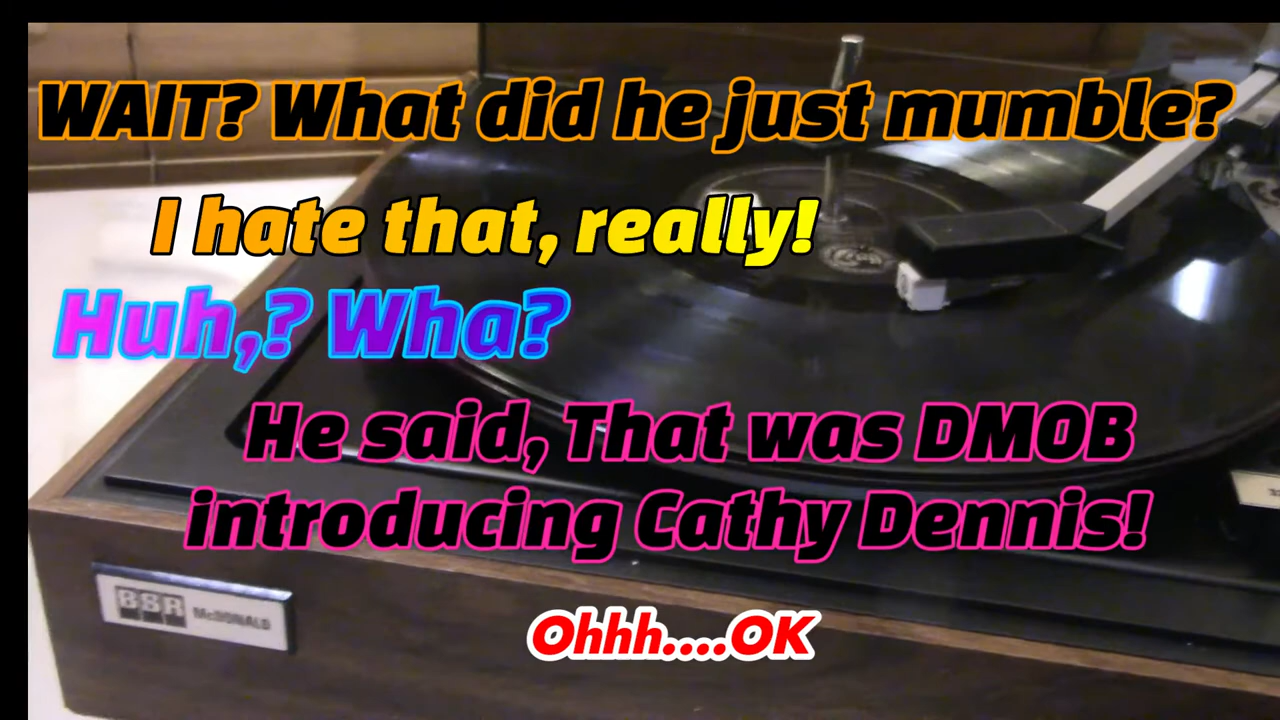 WAIT? What did he just mumble?
I hate that, really!
Huh,? Wha?
He said, That was DMOB
introducing Cathy Dennis!
BSR McDONALD
Ohhh....OK